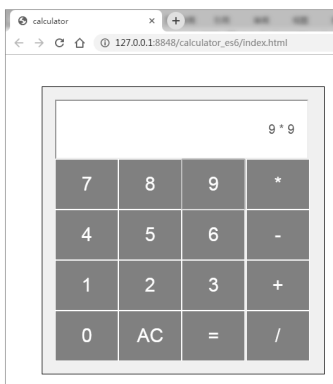 calculator
127.0.0.1:8848/calculator_es6/index.html
9 * 9
7 8 9 *
4 5 6 -
1 2 3 +
0 AC = /